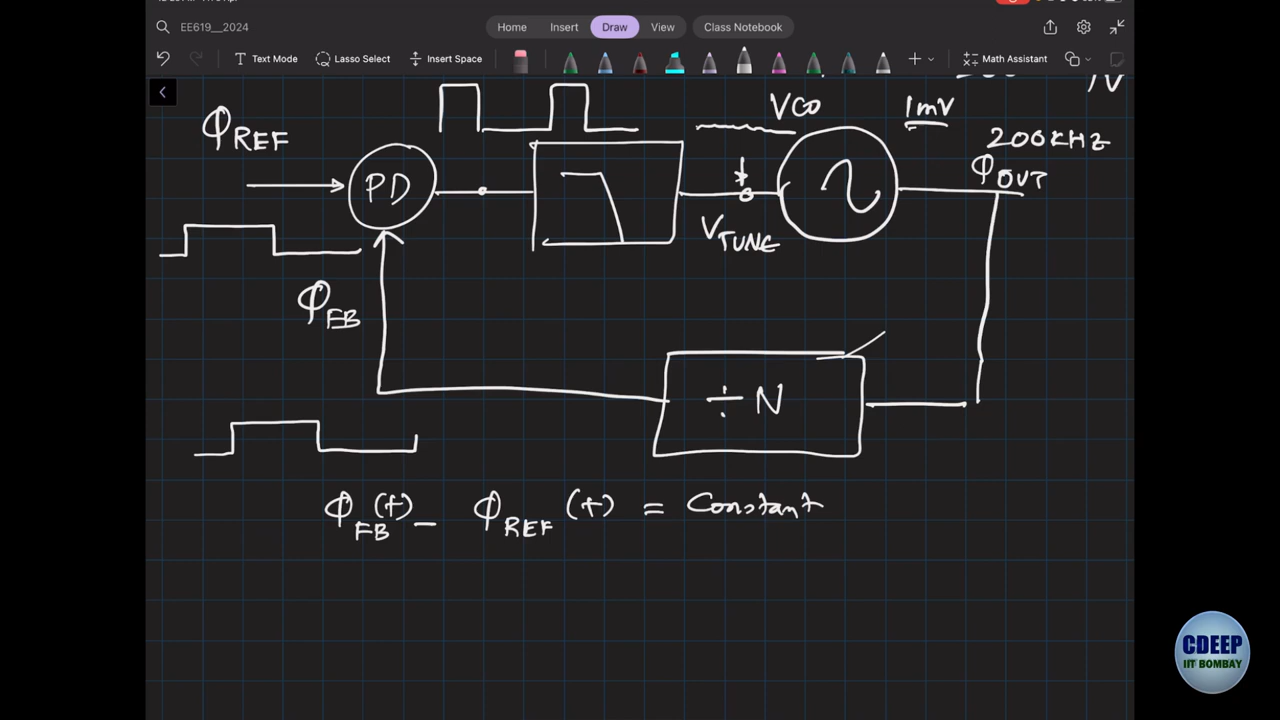 EE619__2024
Home Insert Draw View Class Notebook
Text Mode Lasso Select Insert Space Math Assistant
VCO
1mV
200KHZ
ϕREF
PD
ϕOUT
VTUNE
ϕFB
÷ N
ϕFB(t) - ϕREF(t) = Constant
CDEEP
IIT BOMBAY